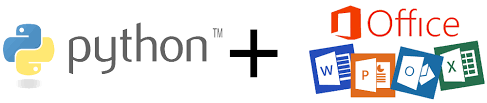 python™ + Office
W P O X